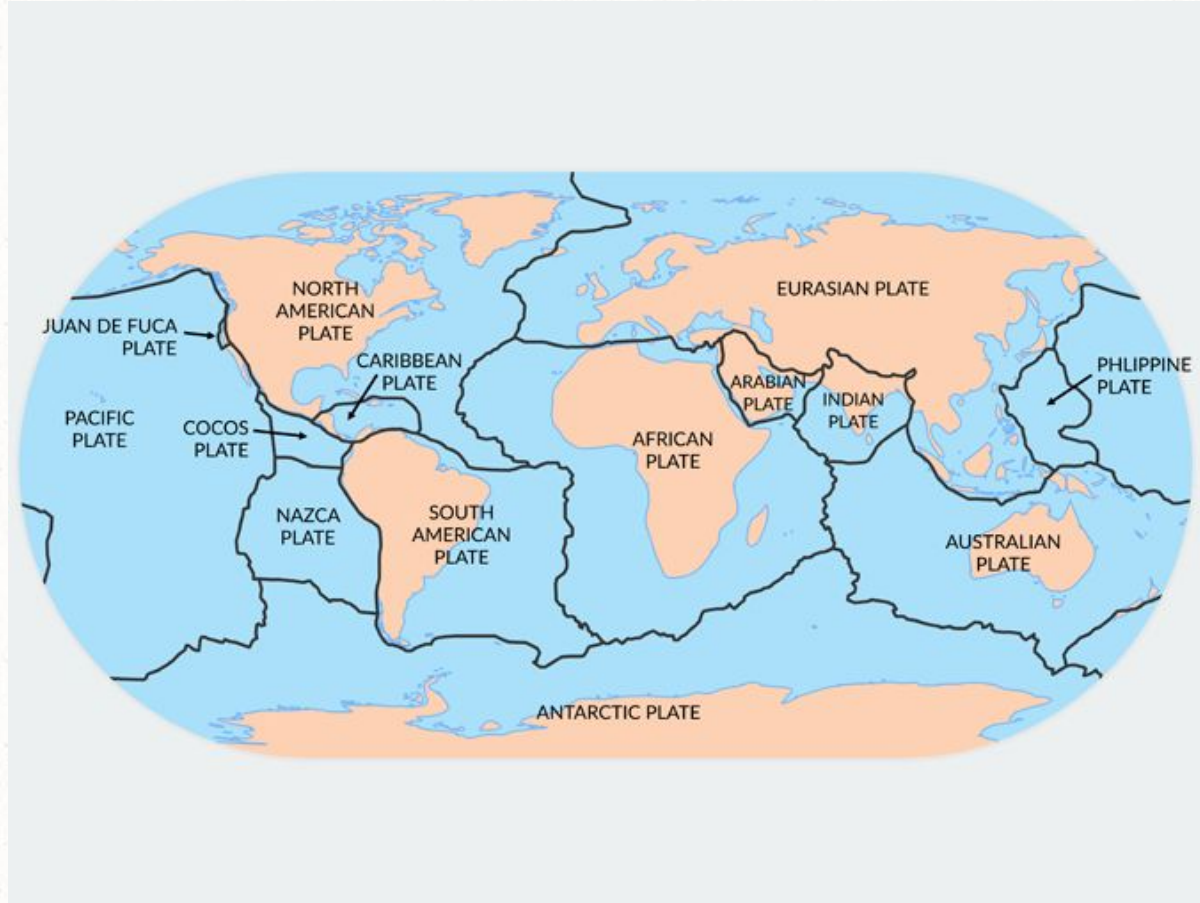 NORTH
AMERICAN
PLATE
EURASIAN PLATE
JUAN DE FUCA
PLATE
CARIBBEAN
PLATE
PHLIPPINE
PLATE
ARABIAN
PLATE
INDIAN
PLATE
PACIFIC
PLATE
COCOS
PLATE
AFRICAN
PLATE
NAZCA
PLATE
SOUTH
AMERICAN
PLATE
AUSTRALIAN
PLATE
ANTARCTIC PLATE